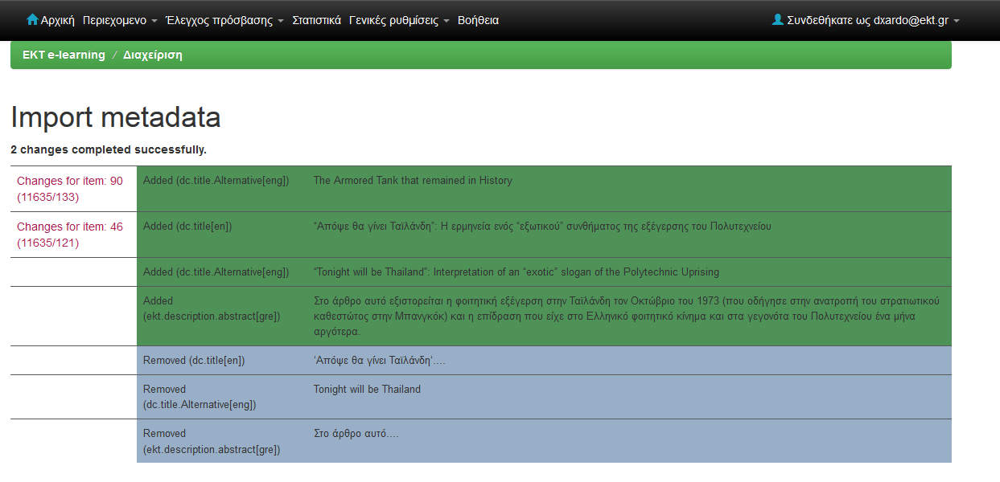 Αρχική Περιεχομενο Έλεγχος πρόσβασης Στατιστικά Γενικές ρυθμίσεις Βοήθεια Συνδεθήκατε ως dxardo@ekt.gr
EKT e-learning / Διαχείριση
Import metadata
2 changes completed successfully.
Changes for item: 90 (11635/133)
Added (dc.title.Alternative[eng])
The Armored Tank that remained in History
Changes for item: 46 (11635/121)
Added (dc.title[en])
“Απόψε θα γίνει Ταϊλάνδη”: Η ερμηνεία ενός “εξωτικού” συνθήματος της εξέγερσης του Πολυτεχνείου
Added (dc.title.Alternative[eng])
“Tonight will be Thailand”: Interpretation of an “exotic” slogan of the Polytechnic Uprising
Added
(ekt.description.abstract[gre])
Στο άρθρο αυτό εξιστορείται η φοιτητική εξέγερση στην Ταϊλάνδη τον Οκτώβριο του 1973 (που οδήγησε στην ανατροπή του στρατιωτικού
καθεστώτος στην Μπανγκόκ) και η επίδραση που είχε στο Ελληνικό φοιτητικό κίνημα και στα γεγονότα του Πολυτεχνείου ένα μήνα
αργότερα.
Removed (dc.title[en])
‘Απόψε θα γίνει Ταϊλάνδη‘....
Removed
(dc.title.Alternative[eng])
Tonight will be Thailand
Removed
(ekt.description.abstract[gre])
Στο άρθρο αυτό....